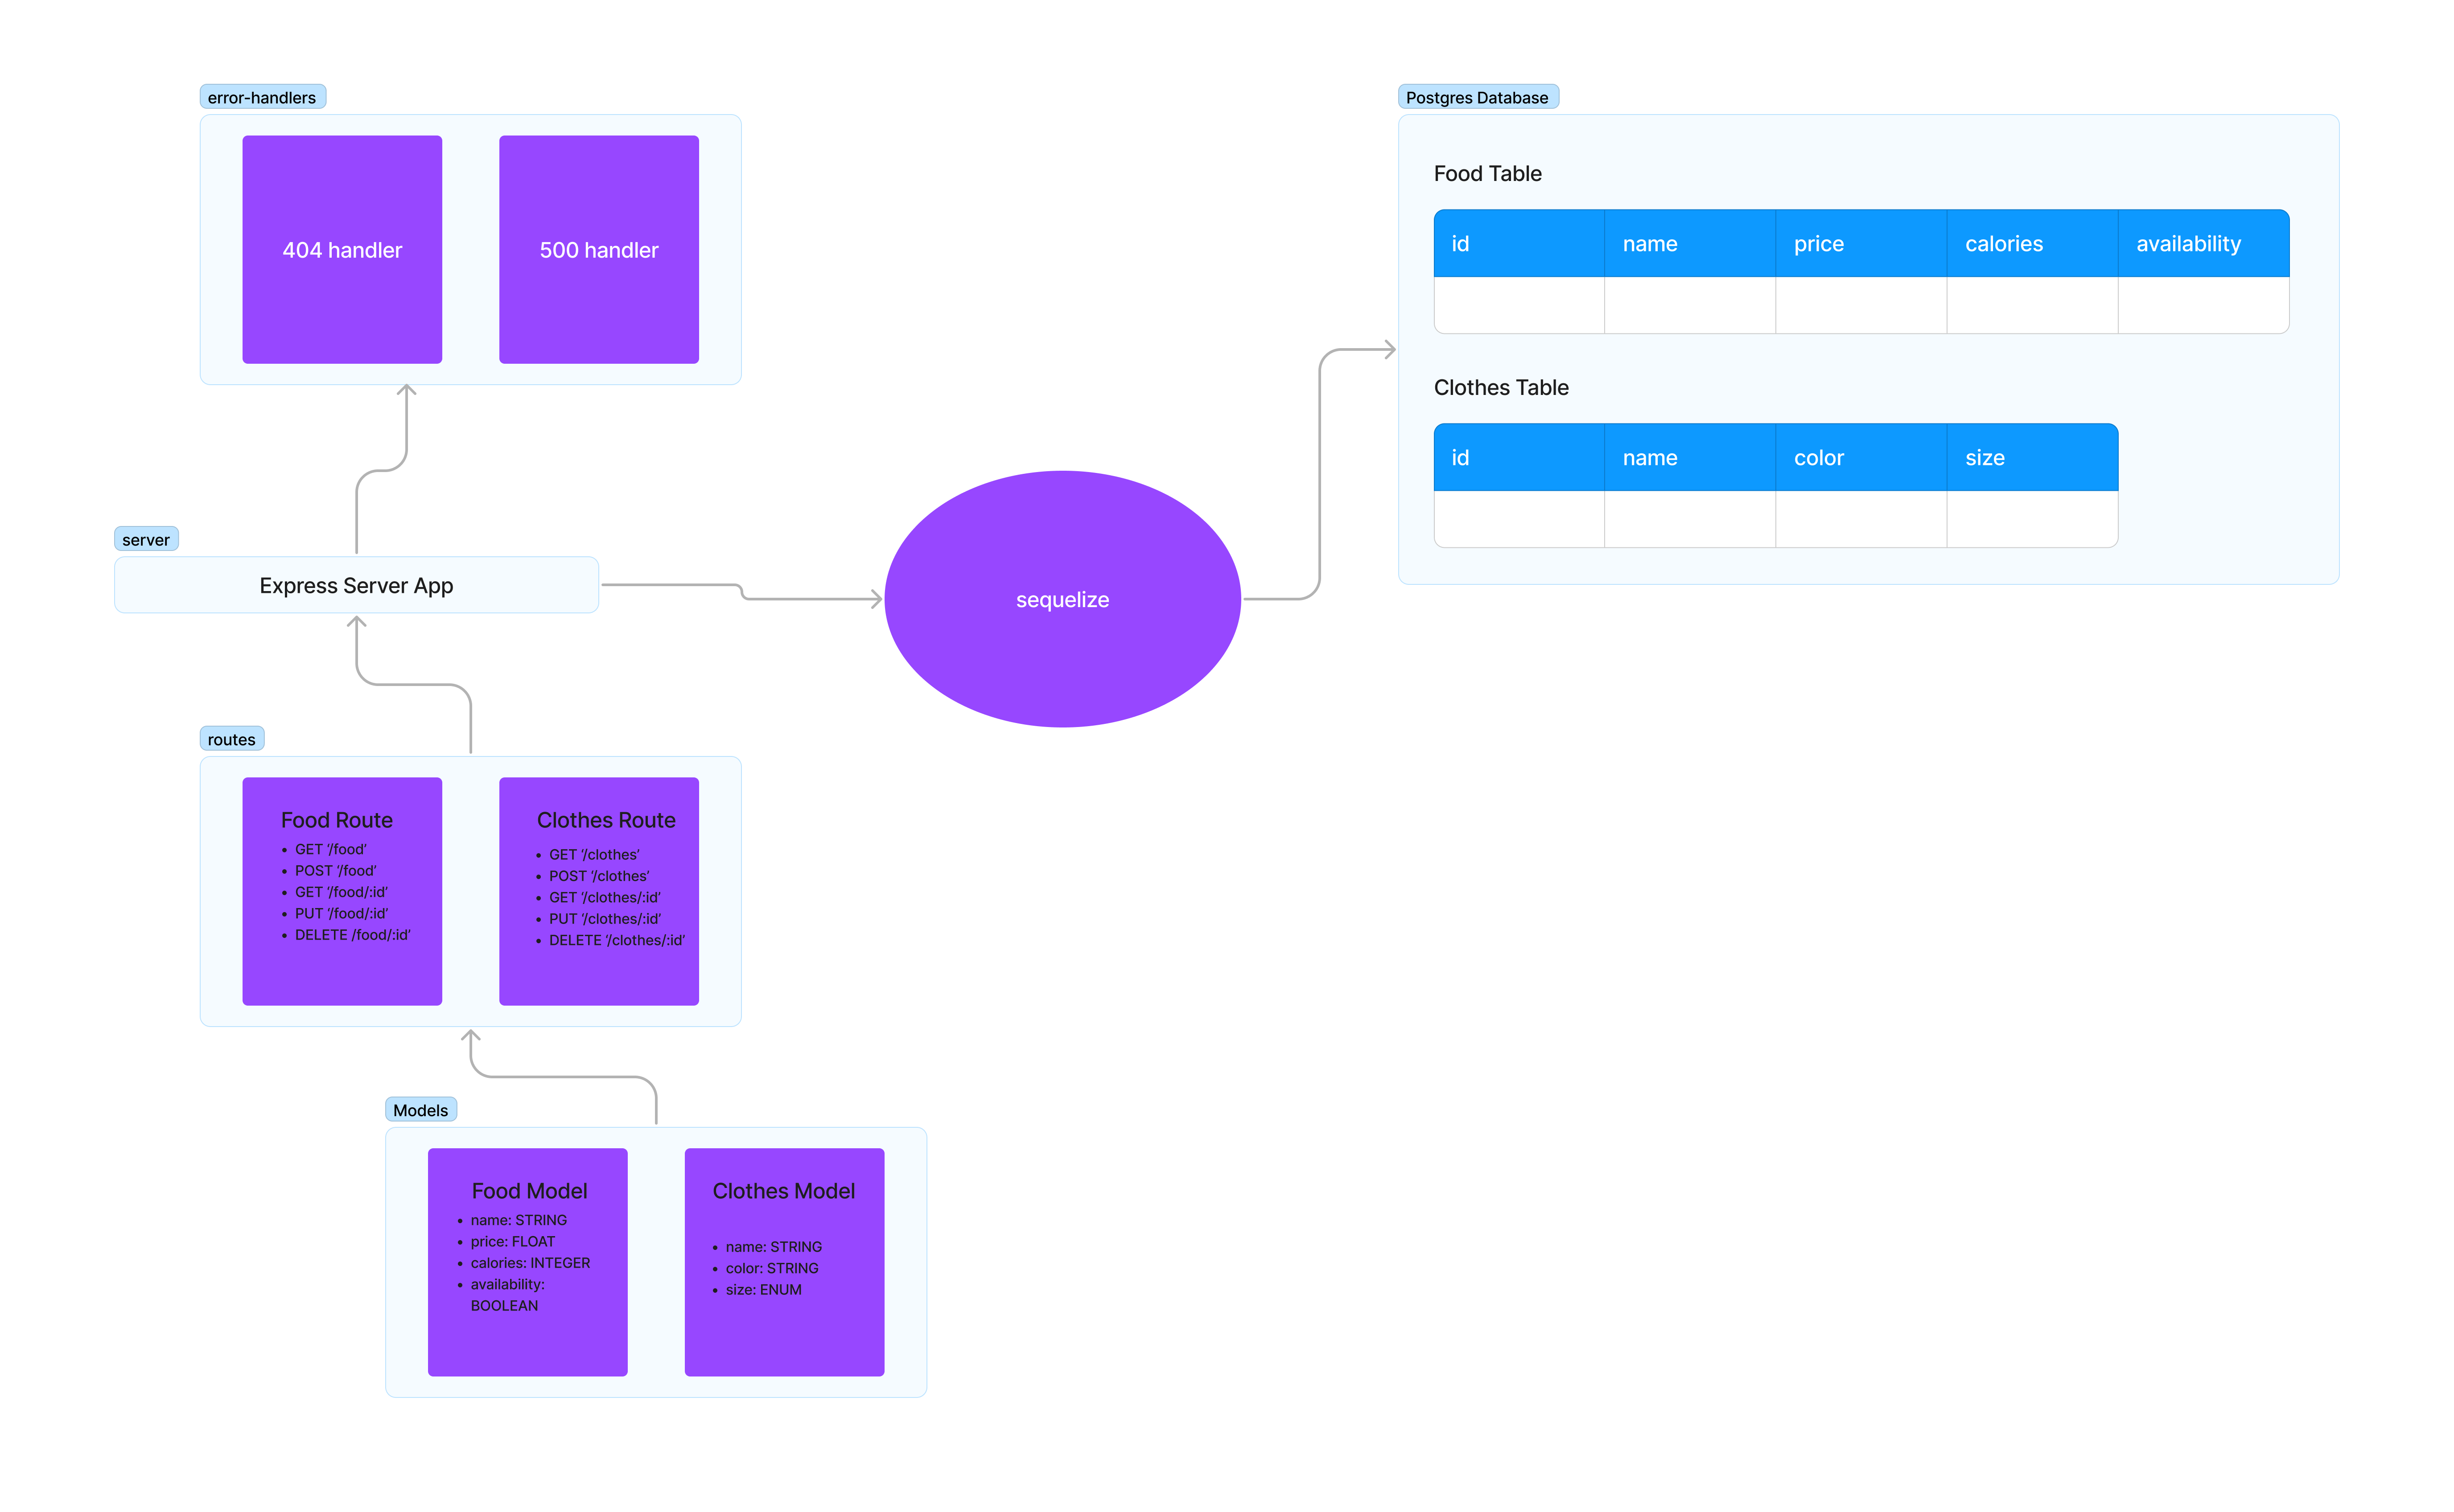 error-handlers
404 handler
500 handler
Postgres Database
Food Table
id name price calories availability
Clothes Table
id name color size
server
Express Server App
sequelize
routes
Food Route
• GET ‘/food’
• POST ‘/food’
• GET ‘/food/:id’
• PUT ‘/food/:id’
• DELETE /food/:id’
Clothes Route
• GET ‘/clothes’
• POST ‘/clothes’
• GET ‘/clothes/:id’
• PUT ‘/clothes/:id’
• DELETE ‘/clothes/:id’
Models
Food Model
• name: STRING
• price: FLOAT
• calories: INTEGER
• availability:
BOOLEAN
Clothes Model
• name: STRING
• color: STRING
• size: ENUM